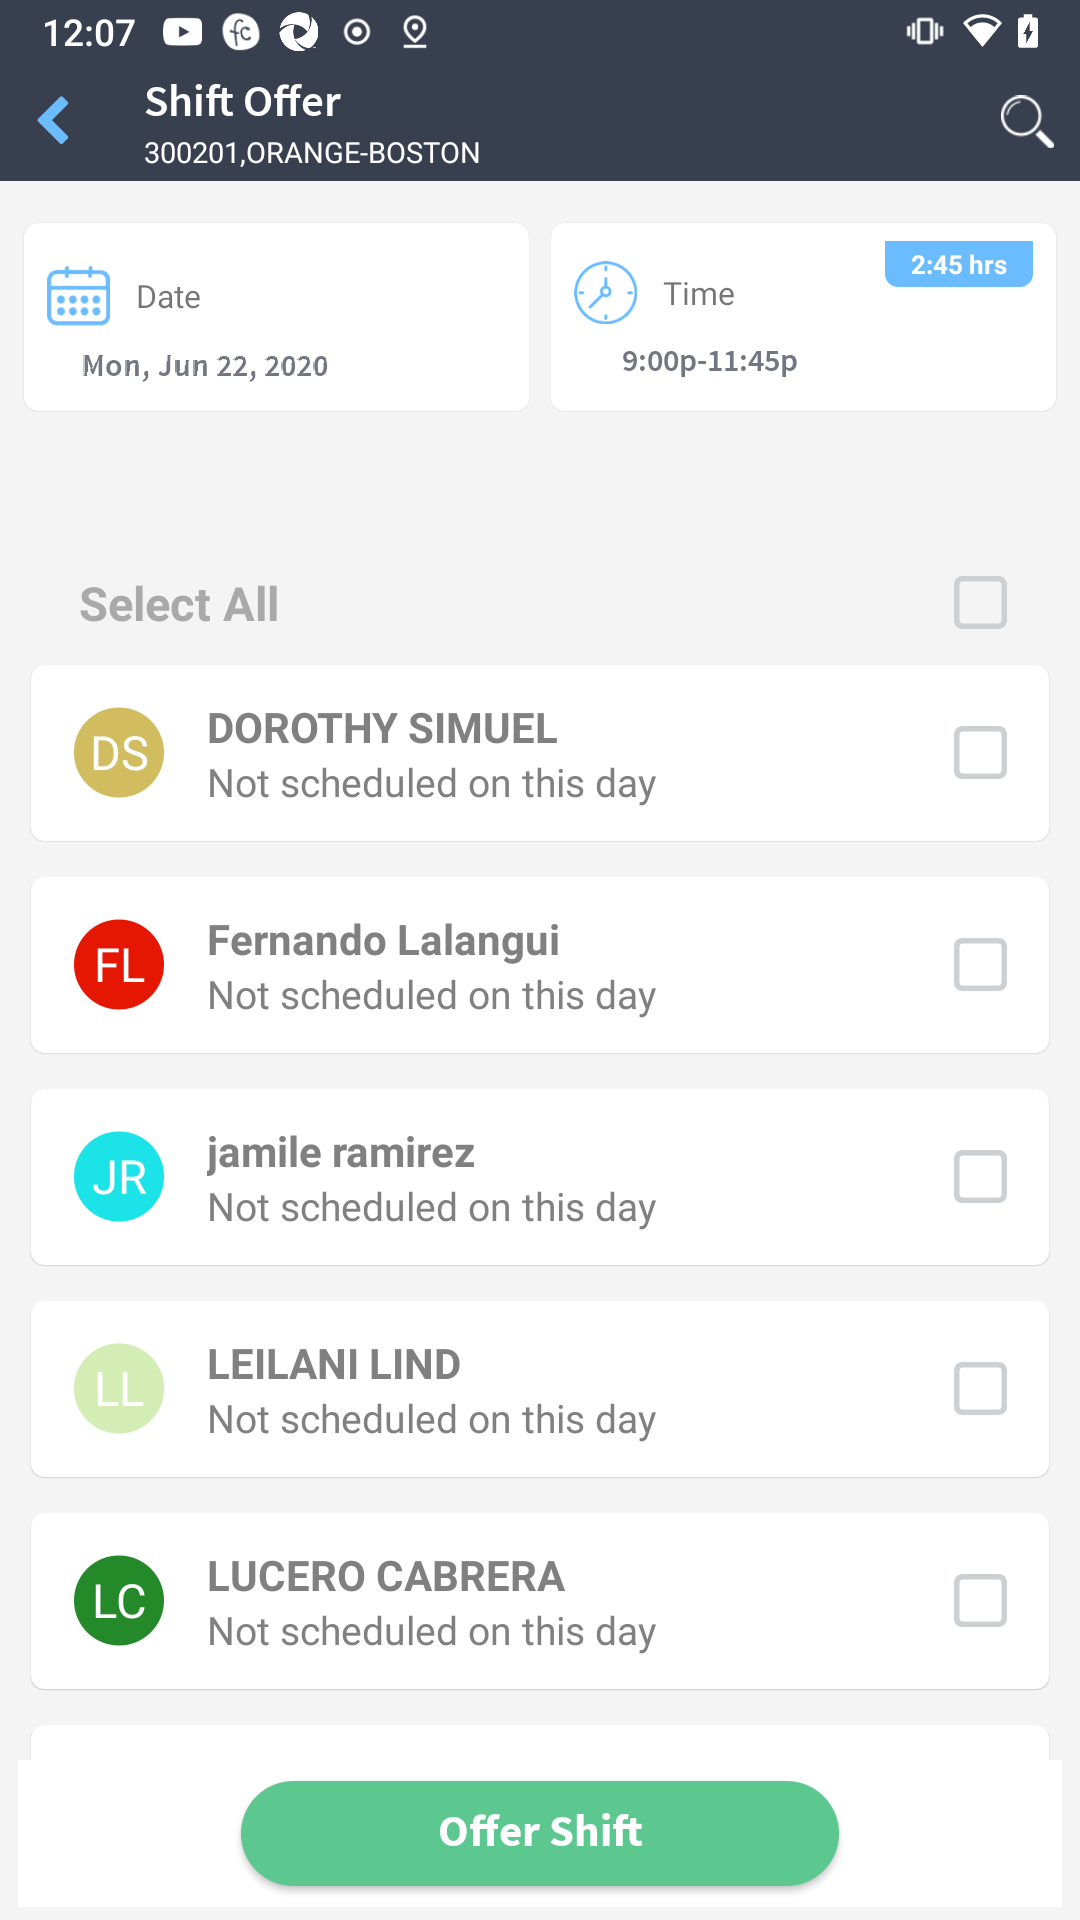 12:07
Shift Offer
300201,ORANGE-BOSTON
Date
Mon, Jun 22, 2020
2:45 hrs
Time
9:00p-11:45p
Select All
DS
DOROTHY SIMUEL
Not scheduled on this day
FL
Fernando Lalangui
Not scheduled on this day
JR
jamile ramirez
Not scheduled on this day
LL
LEILANI LIND
Not scheduled on this day
LC
LUCERO CABRERA
Not scheduled on this day
Offer Shift